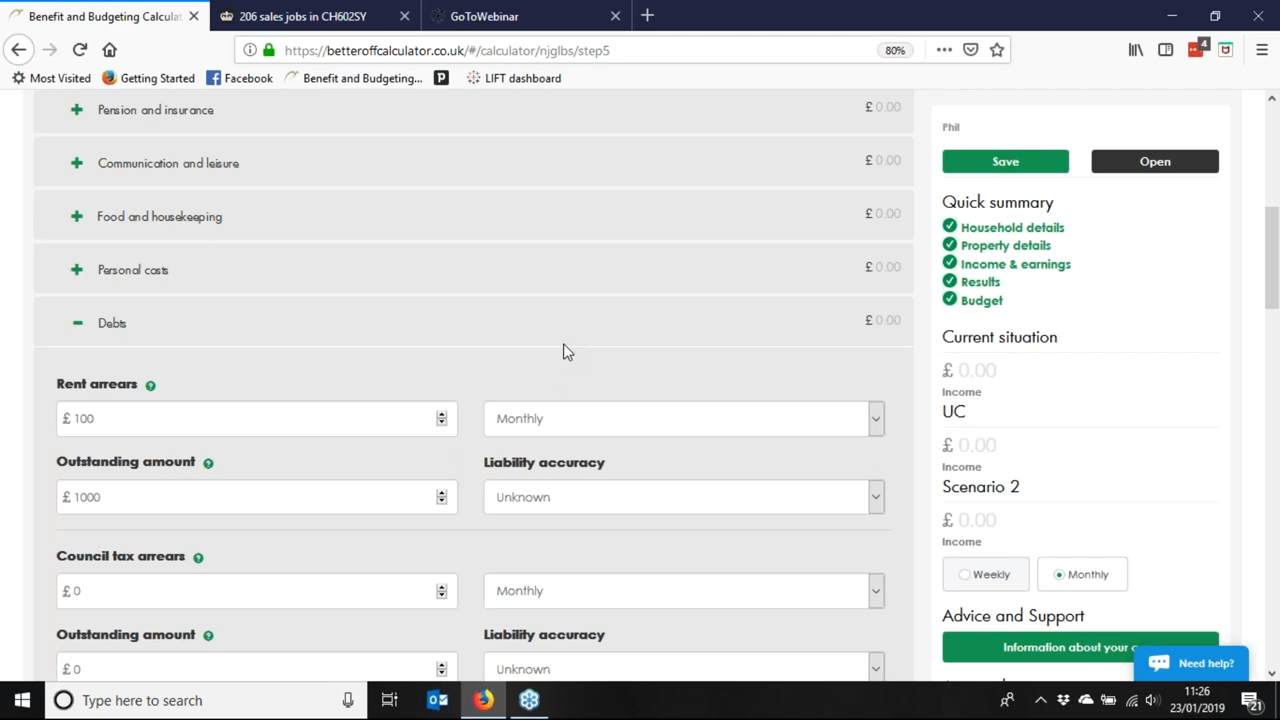 Benefit and Budgeting Calculat
206 sales jobs in CH602SY
GoToWebinar
https://betteroffcalculator.co.uk/#/calculator/njglbs/step5
80%
4
Most Visited
Getting Started
Facebook
Benefit and Budgeting...
LIFT dashboard
Pension and insurance
£ 0.00
Communication and leisure
£ 0.00
Food and housekeeping
£ 0.00
Personal costs
£ 0.00
Debts
£ 0.00
Rent arrears
£ 100
Monthly
Outstanding amount
Liability accuracy
£ 1000
Unknown
Council tax arrears
£ 0
Monthly
Outstanding amount
Liability accuracy
£ 0
Unknown
Phil
Save
Open
Quick summary
Household details
Property details
Income & earnings
Results
Budget
Current situation
£ 0.00
Income
UC
£ 0.00
Income
Scenario 2
£ 0.00
Income
Weekly
Monthly
Advice and Support
Information about your c
Need help?
Type here to search
11:26
23/01/2019
21